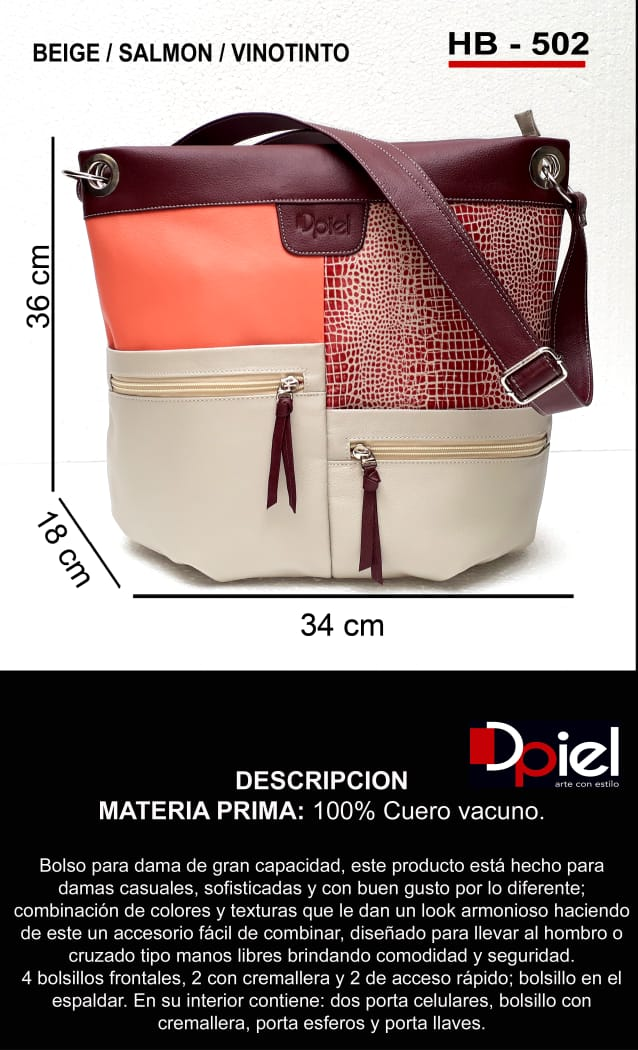 BEIGE / SALMON / VINOTINTO
HB - 502
Dpiel
36 cm
18 cm
34 cm
Dpiel
arte con estilo
DESCRIPCION
MATERIA PRIMA: 100% Cuero vacuno.
Bolso para dama de gran capacidad, este producto está hecho para
damas casuales, sofisticadas y con buen gusto por lo diferente;
combinación de colores y texturas que le dan un look armonioso haciendo
de este un accesorio fácil de combinar, diseñado para llevar al hombro o
cruzado tipo manos libres brindando comodidad y seguridad.
4 bolsillos frontales, 2 con cremallera y 2 de acceso rápido; bolsillo en el
espaldar. En su interior contiene: dos porta celulares, bolsillo con
cremallera, porta esferos y porta llaves.